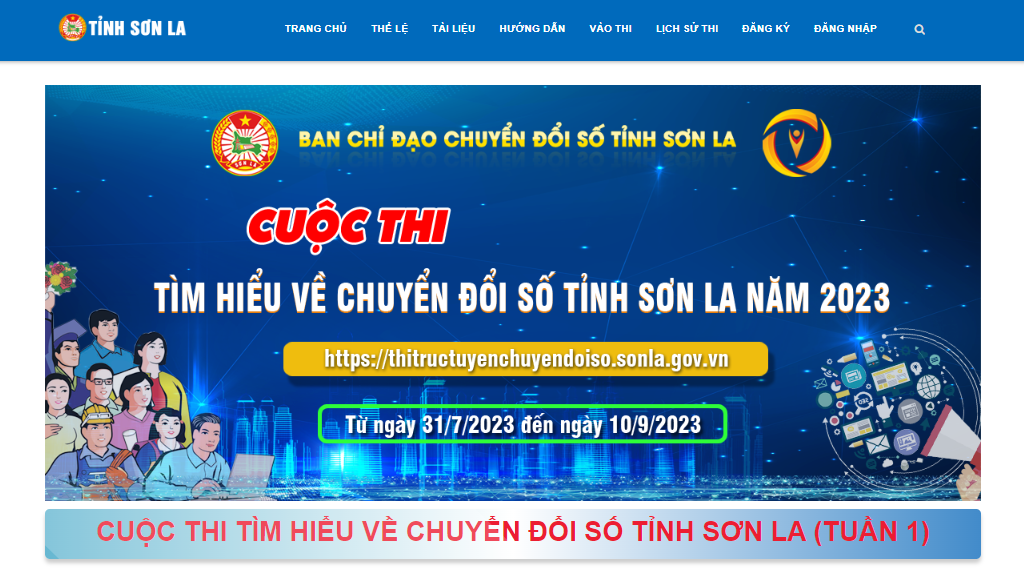 TỈNH SƠN LA
TRANG CHỦ THỂ LỆ TÀI LIỆU HƯỚNG DẪN VÀO THI LỊCH SỬ THI ĐĂNG KÝ ĐĂNG NHẬP
BAN CHỈ ĐẠO CHUYỂN ĐỔI SỐ TỈNH SƠN LA
SƠN LA
CUỘC THI
TÌM HIỂU VỀ CHUYỂN ĐỔI SỐ TỈNH SƠN LA NĂM 2023
https://thitructuyenchuyendoiso.sonla.gov.vn
Từ ngày 31/7/2023 đến ngày 10/9/2023
CUỘC THI TÌM HIỂU VỀ CHUYỂN ĐỔI SỐ TỈNH SƠN LA (TUẦN 1)